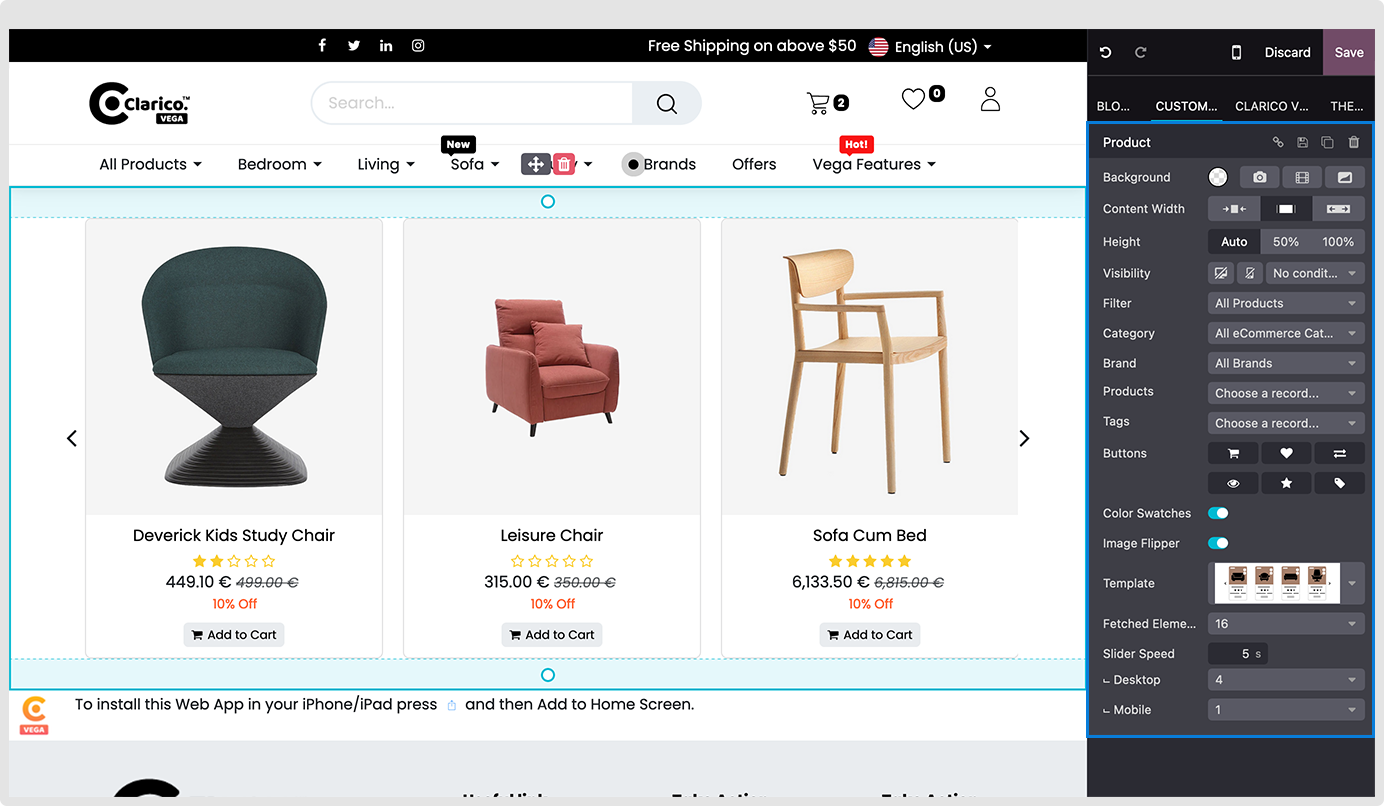 Free Shipping on above $50 English (US)
Discard Save
Clarico.™
VEGA
Search...
2
0
BLO... CUSTOM... CLARICO V... THE...
New
Hot!
All Products Bedroom Living Sofa Brands Offers Vega Features
Deverick Kids Study Chair
449.10 € 499.00 €
10% Off
Add to Cart
Leisure Chair
315.00 € 350.00 €
10% Off
Add to Cart
Sofa Cum Bed
6,133.50 € 6,815.00 €
10% Off
Add to Cart
VEGA
To install this Web App in your iPhone/iPad press and then Add to Home Screen.
Product
Background
Content Width
Height Auto 50% 100%
Visibility No condit...
Filter All Products
Category All eCommerce Cat...
Brand All Brands
Products Choose a record...
Tags Choose a record...
Buttons
Color Swatches
Image Flipper
Template
Fetched Eleme... 16
Slider Speed 5 s
Desktop 4
Mobile 1